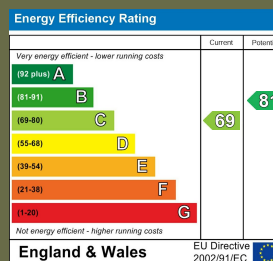 Energy Efficiency Rating
Current
Very energy efficient - lower running costs
(92 plus) A
(81-91) B
81
(69-80) C
69
(55-68) D
(39-54) E
(21-38) F
(1-20) G
Not energy efficient - higher running costs
England & Wales
EU Directive
2002/91/EC